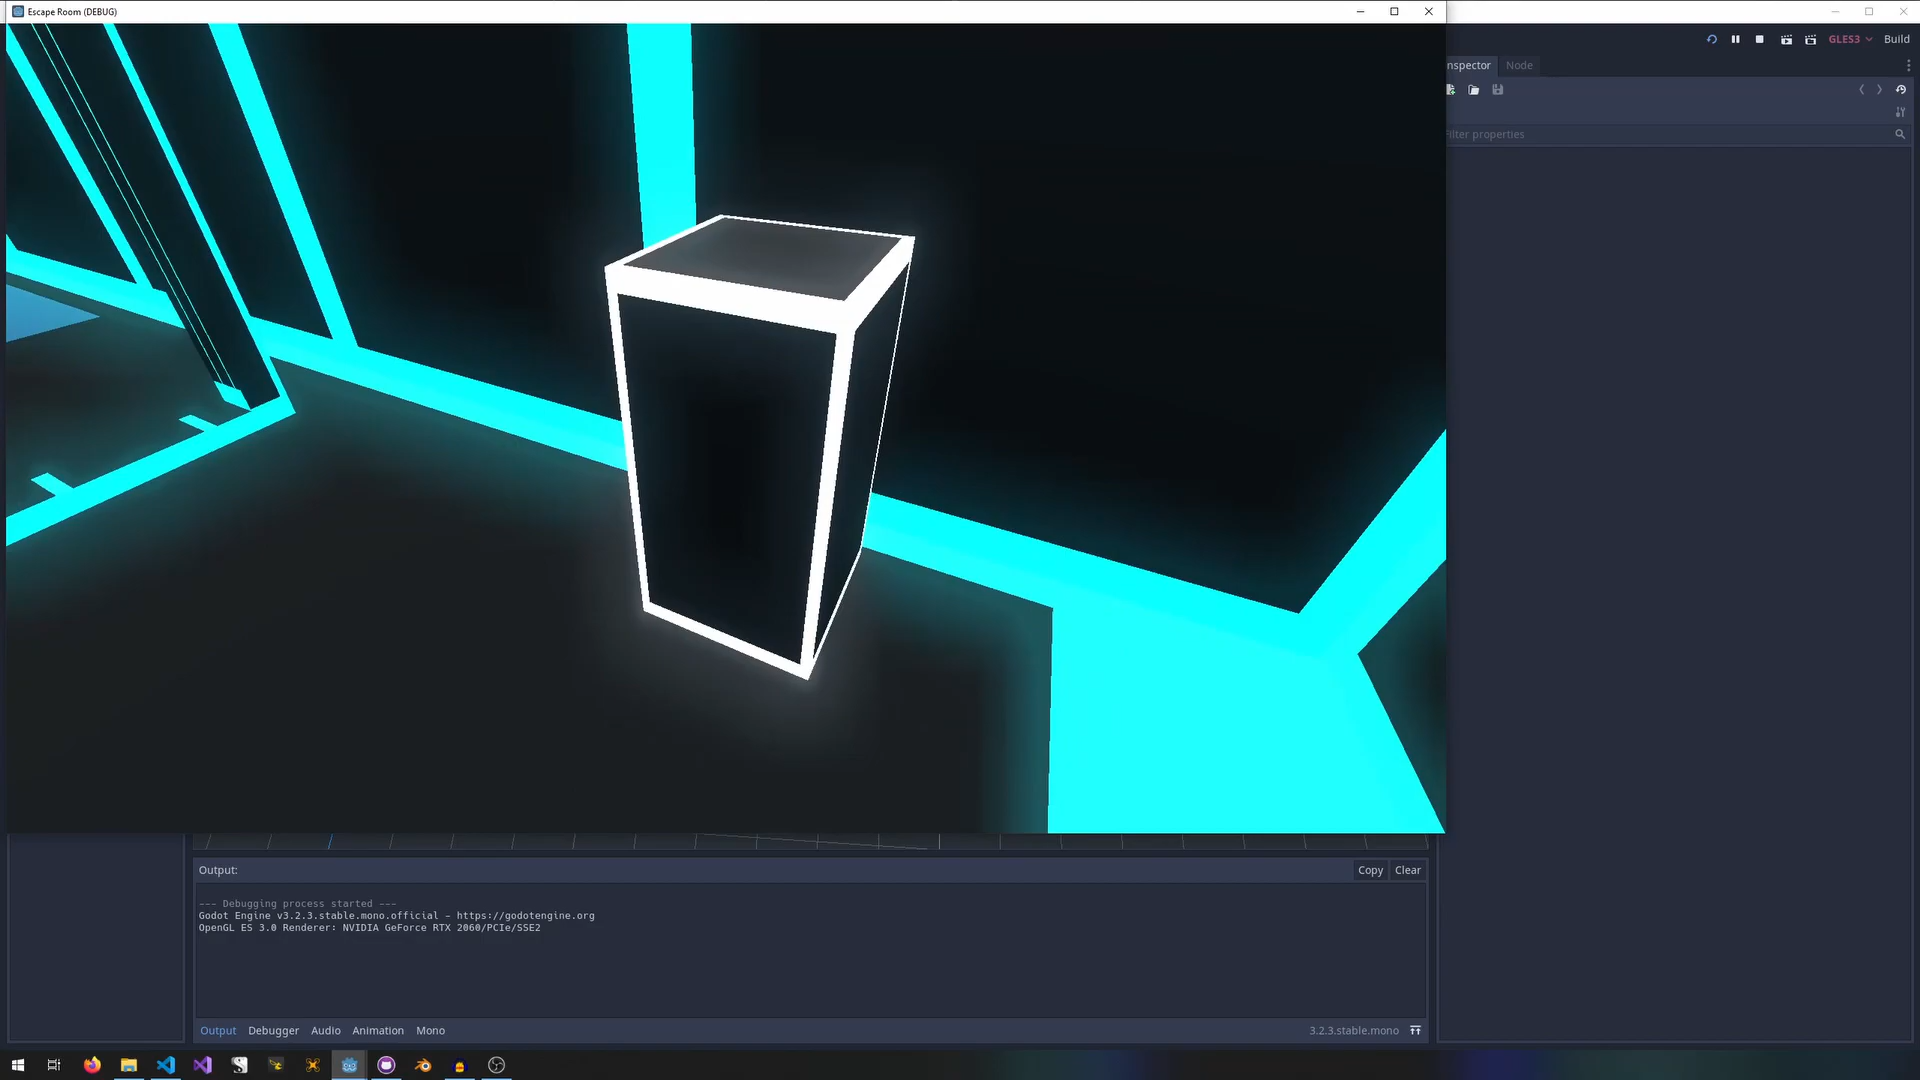 Escape Room (DEBUG)
GLES3
Build
nspector
Node
Filter properties
Output:
Copy
Clear
--- Debugging process started ---
Godot Engine v3.2.3.stable.mono.official - https://godotengine.org
OpenGL ES 3.0 Renderer: NVIDIA GeForce RTX 2060/PCIe/SSE2
Output
Debugger
Audio
Animation
Mono
3.2.3.stable.mono